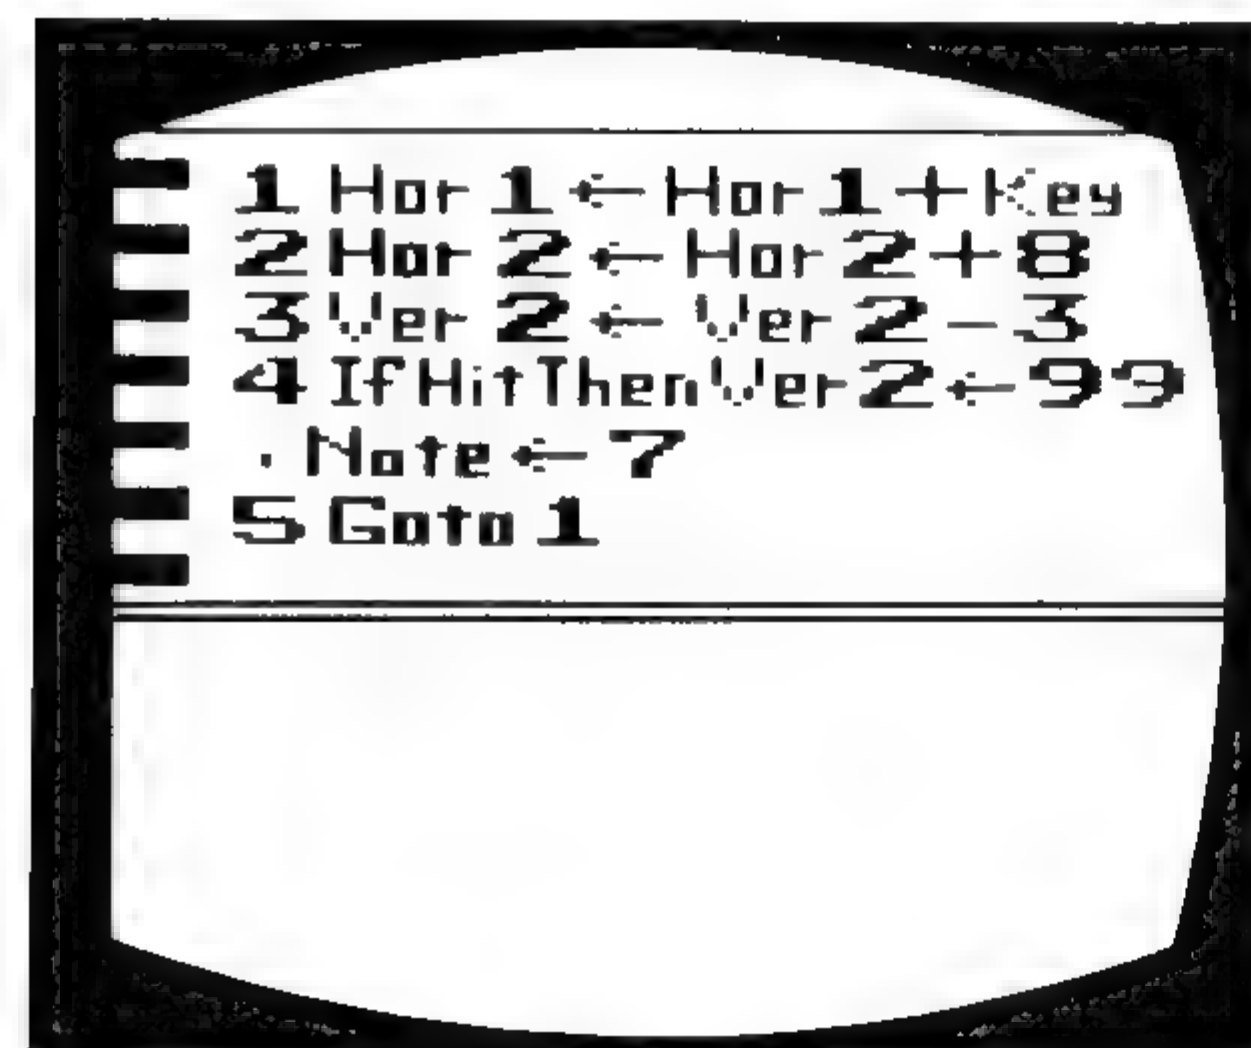 1 Hor 1 ← Hor 1 + Key
2 Hor 2 ← Hor 2 + 8
3 Ver 2 ← Ver 2 - 3
4 If Hit Then Ver 2 ← 99
. Note ← 7
5 Goto 1